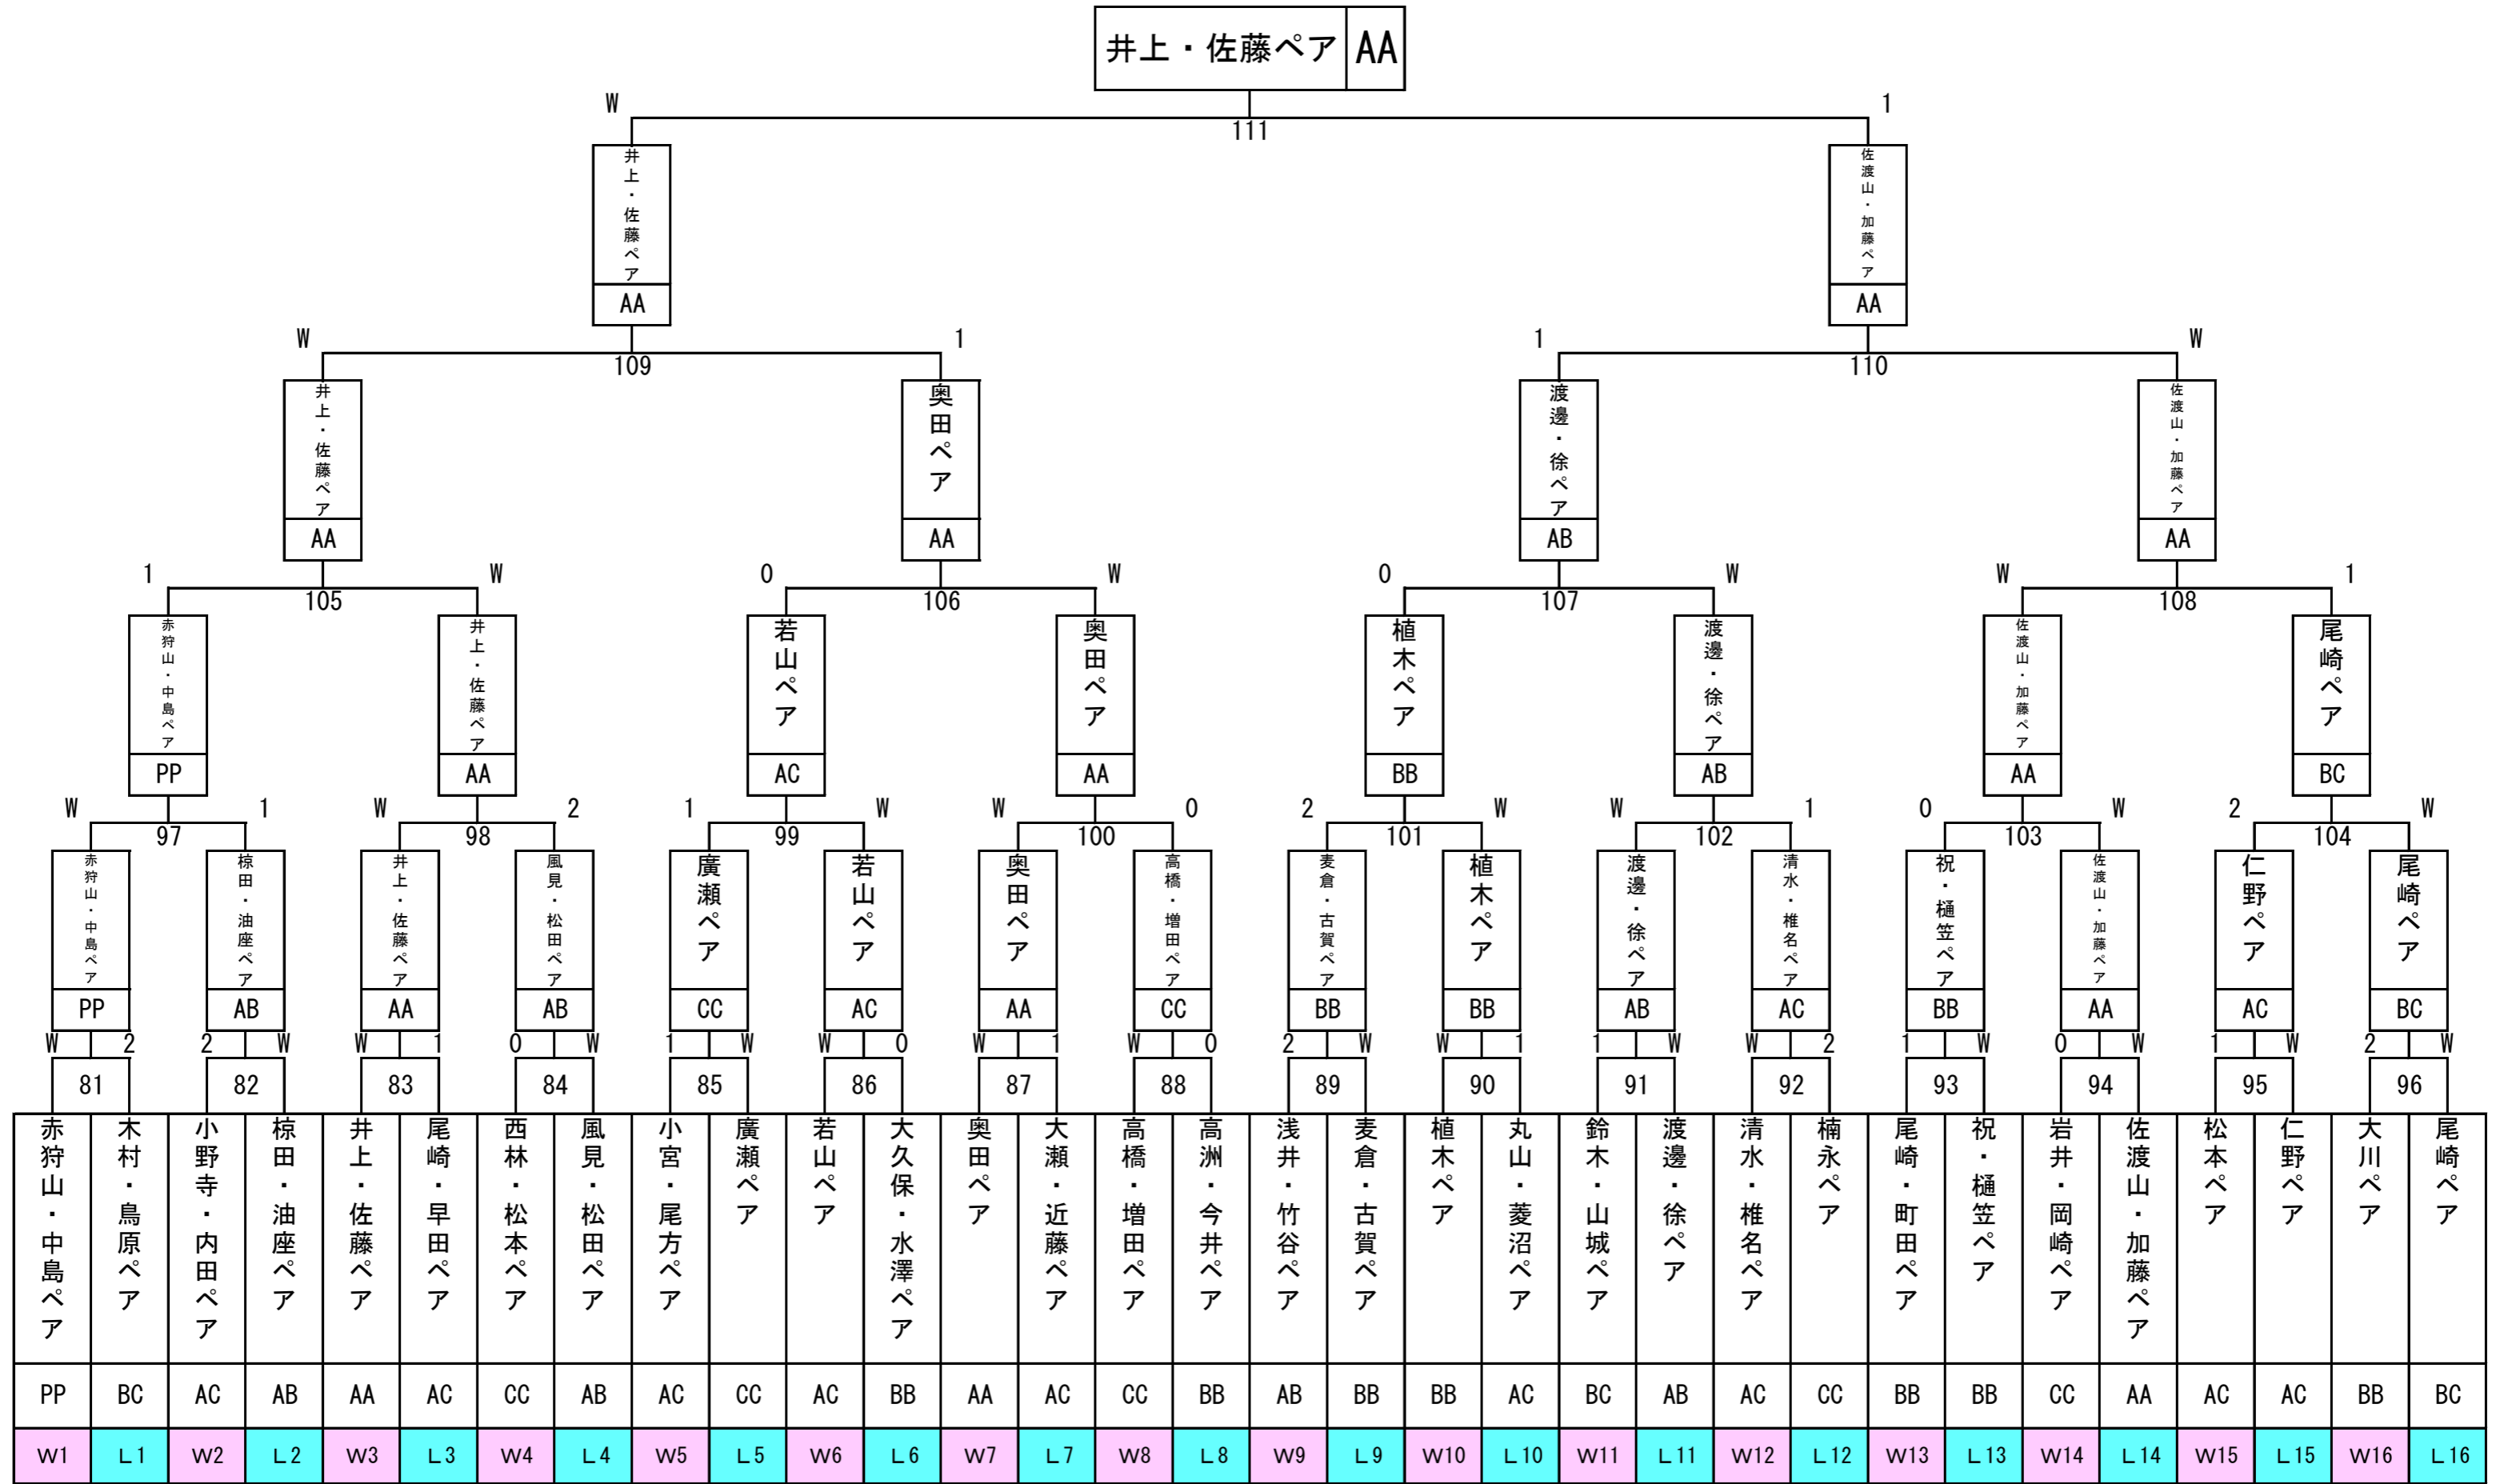 井上・佐藤ペア AA
W 1
111
井上・佐藤ペア 佐渡山・加藤ペア
AA AA
W 1 1 W
109 110
井上・佐藤ペア 奥田ペア 渡邊・徐ペア 佐渡山・加藤ペア
AA AA AB AA
1 W 0 W 0 W W 1
105 106 107 108
赤狩山・中島ペア 井上・佐藤ペア 若山ペア 奥田ペア 植木ペア 渡邊・徐ペア 佐渡山・加藤ペア 尾崎ペア
PP AA AC AA BB AB AA BC
W 1 W 2 1 W W 0 2 W W 1 0 W 2 W
97 98 99 100 101 102 103 104
赤狩山・中島ペア 椋田・油座ペア 井上・佐藤ペア 風見・松田ペア 廣瀬ペア 若山ペア 奥田ペア 高橋・増田ペア 麦倉・古賀ペア 植木ペア 渡邊・徐ペア 清水・椎名ペア 祝・樋笠ペア 佐渡山・加藤ペア 仁野ペア 尾崎ペア
PP AB AA AB CC AC AA CC BB BB AB AC BB AA AC BC
W 2 2 W W 1 0 W 1 W W 0 W 1 W 0 2 W W 1 1 W W 2 1 W 0 W 1 W 2 W
81 82 83 84 85 86 87 88 89 90 91 92 93 94 95 96
赤狩山・中島ペア 木村・鳥原ペア 小野寺・内田ペア 椋田・油座ペア 井上・佐藤ペア 尾崎・早田ペア 西林・松本ペア 風見・松田ペア 小宮・尾方ペア 廣瀬ペア 若山ペア 大久保・水澤ペア 奥田ペア 大瀬・近藤ペア 高橋・増田ペア 高洲・今井ペア 浅井・竹谷ペア 麦倉・古賀ペア 植木ペア 丸山・菱沼ペア 鈴木・山城ペア 渡邊・徐ペア 清水・椎名ペア 楠永ペア 尾崎・町田ペア 祝・樋笠ペア 岩井・岡崎ペア 佐渡山・加藤ペア 松本ペア 仁野ペア 大川ペア 尾崎ペア
PP BC AC AB AA AC CC AB AC CC AC BB AA AC CC BB AB BB BB AC BC AB AC CC BB BB CC AA AC AC BB BC
W1 L1 W2 L2 W3 L3 W4 L4 W5 L5 W6 L6 W7 L7 W8 L8 W9 L9 W10 L10 W11 L11 W12 L12 W13 L13 W14 L14 W15 L15 W16 L16